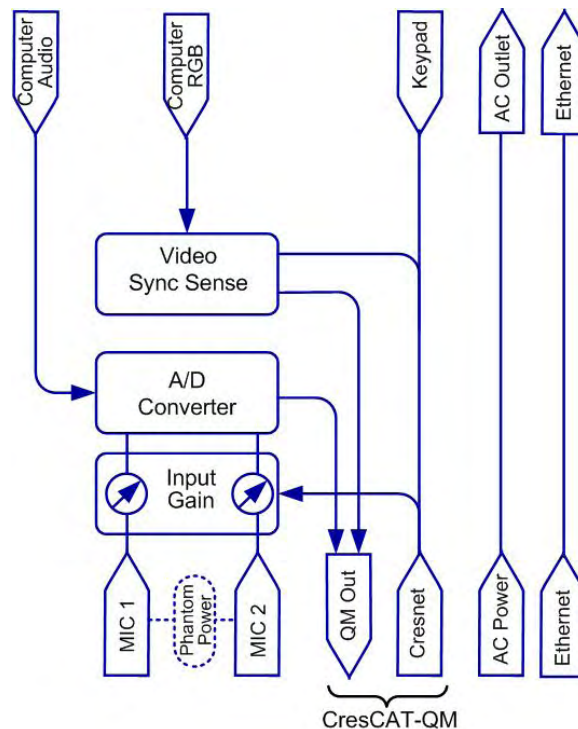 Computer
Audio
Computer
RGB
Keypad
AC Outlet
Ethernet
Video
Sync Sense
A/D
Converter
Input
Gain
MIC 1
Phantom
Power
MIC 2
QM Out
Cresnet
AC Power
Ethernet
CresCAT-QM